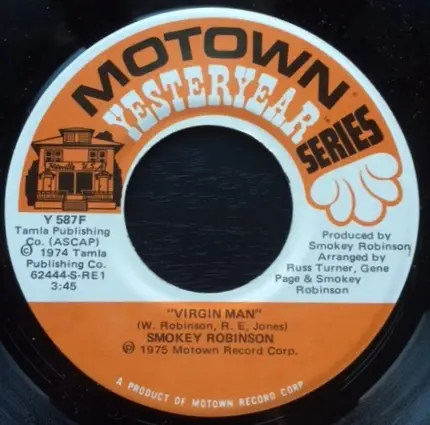 MOTOWN
YESTERYEAR
SERIES
Y 587F
Tamla Publishing
Co. (ASCAP)
© 1974 Tamla
Publishing Co.
62444-S-RE1
3:45
Produced by
Smokey Robinson
Arranged by
Russ Turner, Gene
Page & Smokey
Robinson
"VIRGIN MAN"
(W. Robinson, R. E. Jones)
SMOKEY ROBINSON
℗ 1975 Motown Record Corp.
A PRODUCT OF MOTOWN RECORD CORP.